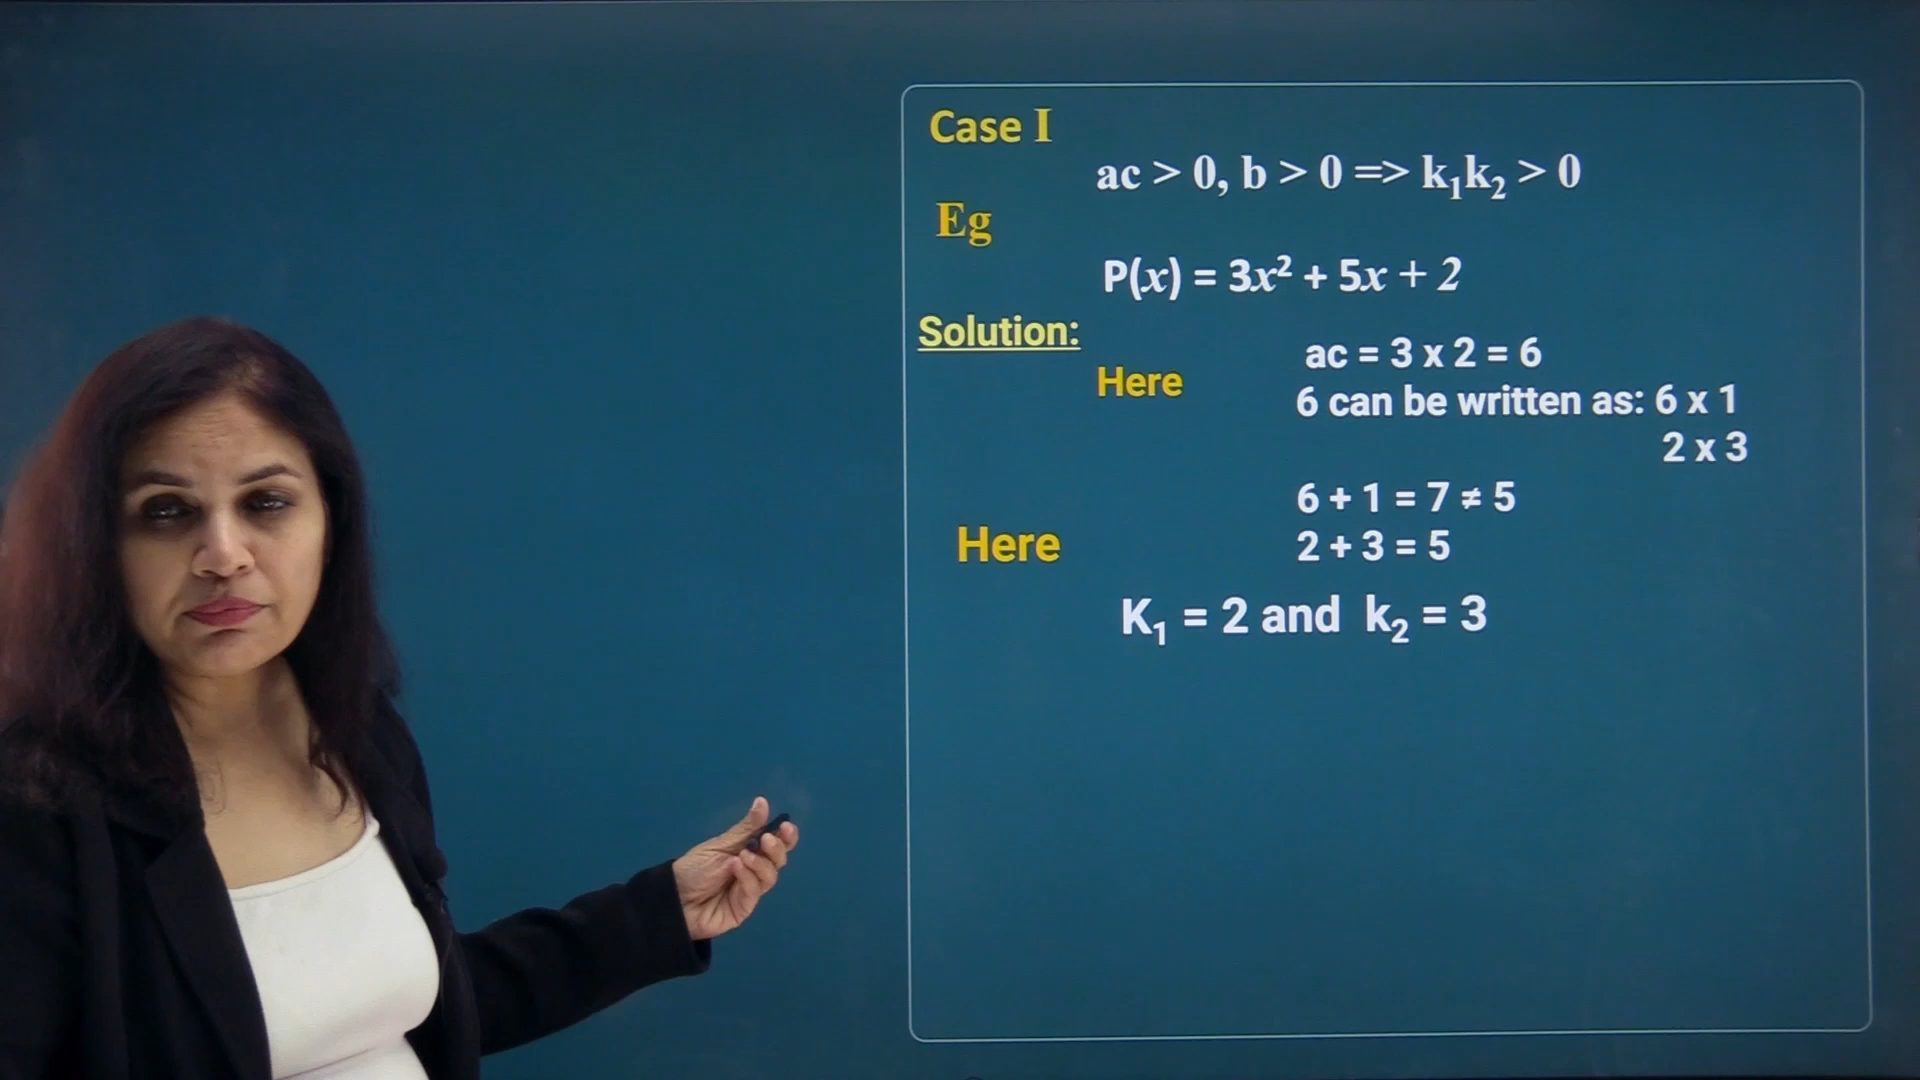 Case I
ac > 0, b > 0 => k₁k₂ > 0
Eg
P(x) = 3x² + 5x + 2
Solution:
Here
ac = 3 x 2 = 6
6 can be written as: 6 x 1
2 x 3
6 + 1 = 7 ≠ 5
Here
2 + 3 = 5
K₁ = 2 and k₂ = 3